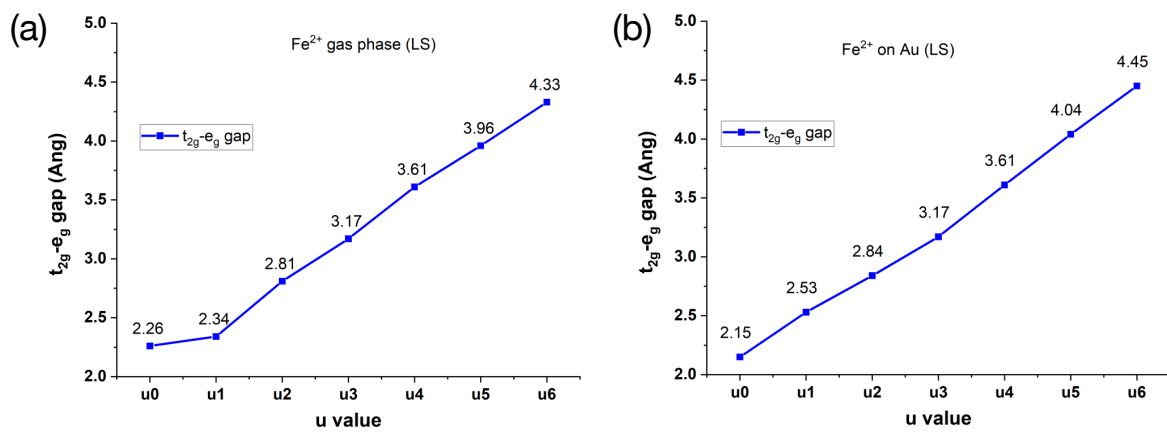 (a)
Fe²⁺ gas phase (LS)
t₂g-eg gap
t₂g-eg gap (Ang)
5.0
4.5
4.0
3.5
3.0
2.5
2.0
2.26
2.34
2.81
3.17
3.61
3.96
4.33
u0 u1 u2 u3 u4 u5 u6
u value
(b)
Fe²⁺ on Au (LS)
t₂g-eg gap
t₂g-eg gap (Ang)
5.0
4.5
4.0
3.5
3.0
2.5
2.0
2.15
2.53
2.84
3.17
3.61
4.04
4.45
u0 u1 u2 u3 u4 u5 u6
u value